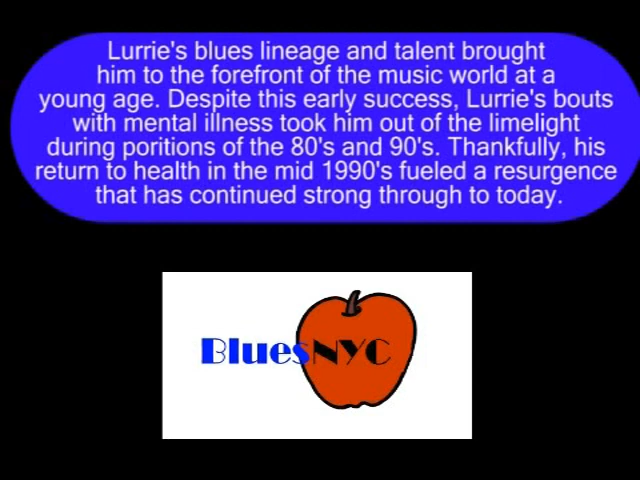 Lurrie's blues lineage and talent brought
him to the forefront of the music world at a
young age. Despite this early success, Lurrie's bouts
with mental illness took him out of the limelight
during poritions of the 80's and 90's. Thankfully, his
return to health in the mid 1990's fueled a resurgence
that has continued strong through to today.
BluesNYC